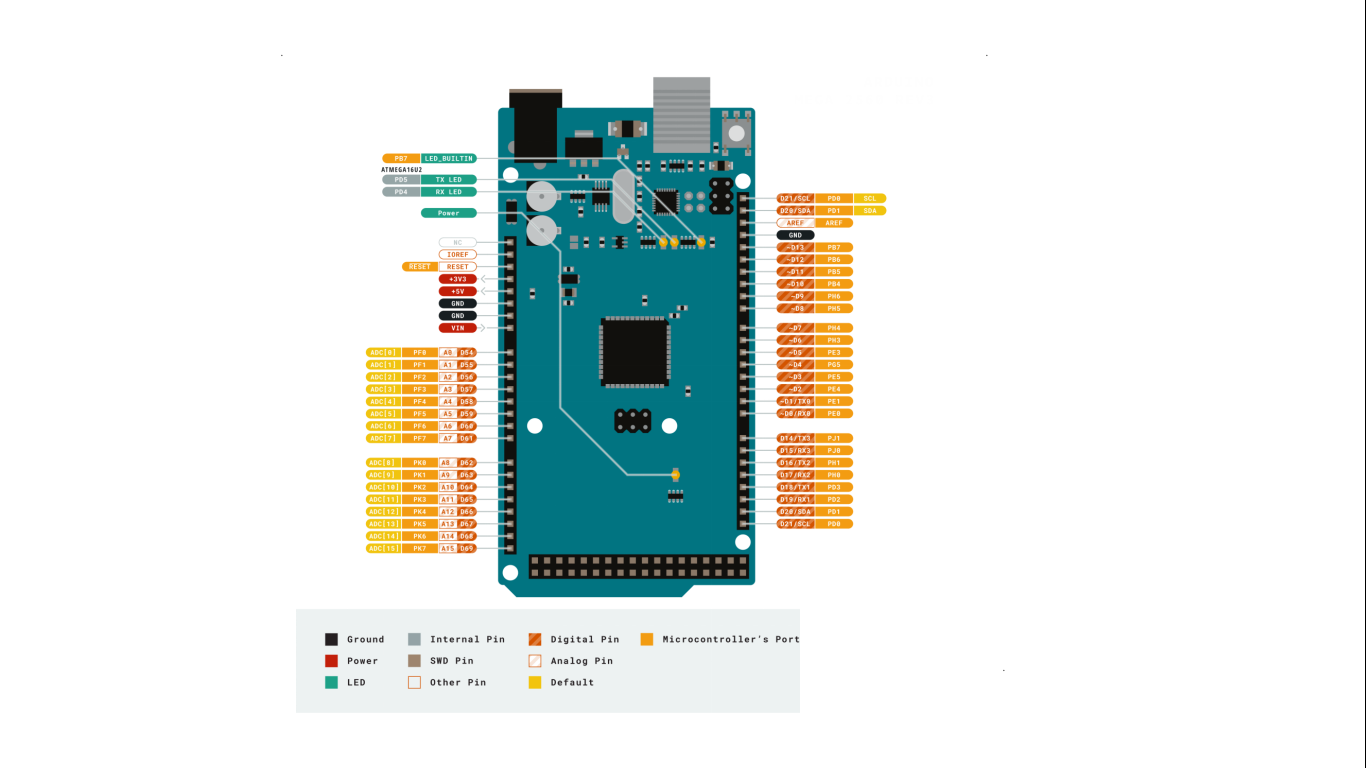 PB7 LED_BUILTIN
ATMEGA16U2
PD5 TX LED
PD4 RX LED
Power
NC
IOREF
RESET RESET
+3V3
+5V
GND
GND
VIN
ADC[0] PF0 A0 D54
ADC[1] PF1 A1 D55
ADC[2] PF2 A2 D56
ADC[3] PF3 A3 D57
ADC[4] PF4 A4 D58
ADC[5] PF5 A5 D59
ADC[6] PF6 A6 D60
ADC[7] PF7 A7 D61
ADC[8] PK0 A8 D62
ADC[9] PK1 A9 D63
ADC[10] PK2 A10 D64
ADC[11] PK3 A11 D65
ADC[12] PK4 A12 D66
ADC[13] PK5 A13 D67
ADC[14] PK6 A14 D68
ADC[15] PK7 A15 D69
D21/SCL PD0 SCL
D20/SDA PD1 SDA
AREF AREF
GND
~D13 PB7
~D12 PB6
~D11 PB5
~D10 PB4
~D9 PH6
~D8 PH5
~D7 PH4
~D6 PH3
~D5 PE3
~D4 PG5
~D3 PE5
~D2 PE4
~D1/TX0 PE1
~D0/RX0 PE0
D14/TX3 PJ1
D15/RX3 PJ0
D16/TX2 PH1
D17/RX2 PH0
D18/TX1 PD3
D19/RX1 PD2
D20/SDA PD1
D21/SCL PD0
Ground Internal Pin Digital Pin Microcontroller's Port
Power SWD Pin Analog Pin
LED Other Pin Default